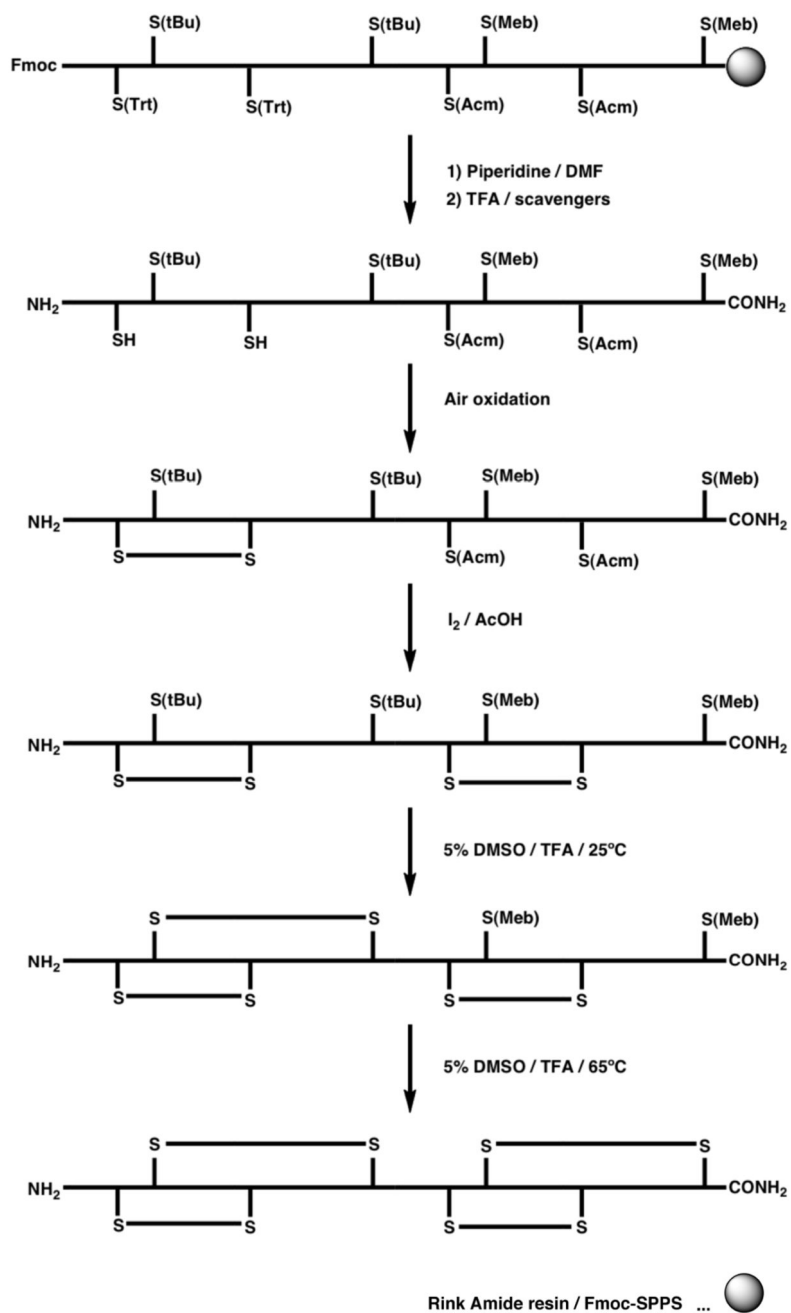 S(tBu) S(tBu) S(Meb) S(Meb)
Fmoc
S(Trt) S(Trt) S(Acm) S(Acm)
1) Piperidine / DMF
2) TFA / scavengers
S(tBu) S(tBu) S(Meb) S(Meb)
NH₂ CONH₂
SH SH S(Acm) S(Acm)
Air oxidation
S(tBu) S(tBu) S(Meb) S(Meb)
NH₂ CONH₂
S S S(Acm) S(Acm)
I₂ / AcOH
S(tBu) S(tBu) S(Meb) S(Meb)
NH₂ CONH₂
S S S S
5% DMSO / TFA / 25ºC
S S S(Meb) S(Meb)
NH₂ CONH₂
S S S S
5% DMSO / TFA / 65ºC
S S S S
NH₂ CONH₂
S S S S
Rink Amide resin / Fmoc-SPPS ...